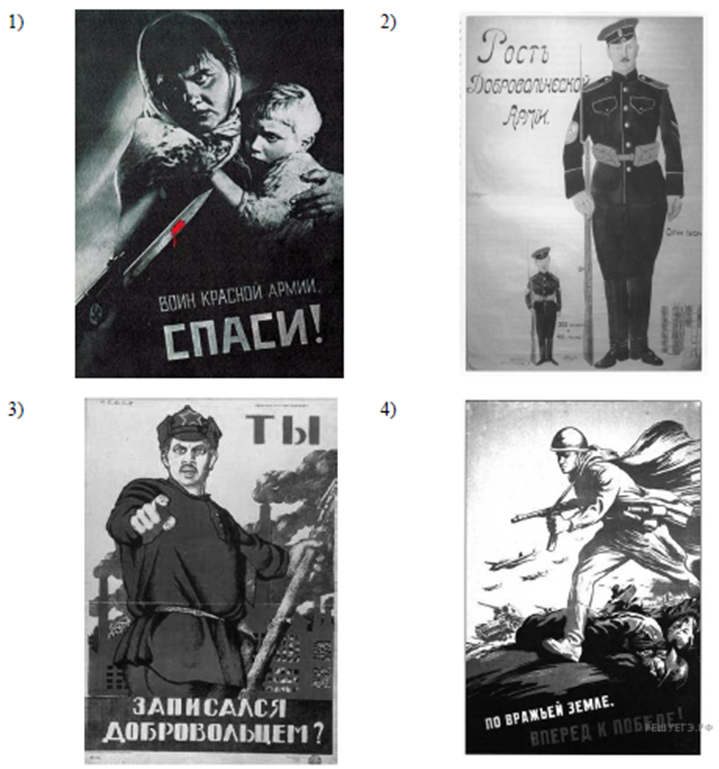 1)
ВОИН КРАСНОЙ АРМИИ,
СПАСИ!
2)
Ростъ
Добровольческой
Армiи.
3)
ТЫ
ЗАПИСАЛСЯ
ДОБРОВОЛЬЦЕМ?
4)
ПО ВРАЖЬЕЙ ЗЕМЛЕ,
ВПЕРЕД К ПОБЕДЕ!
РЕШУЕГЭ.РФ